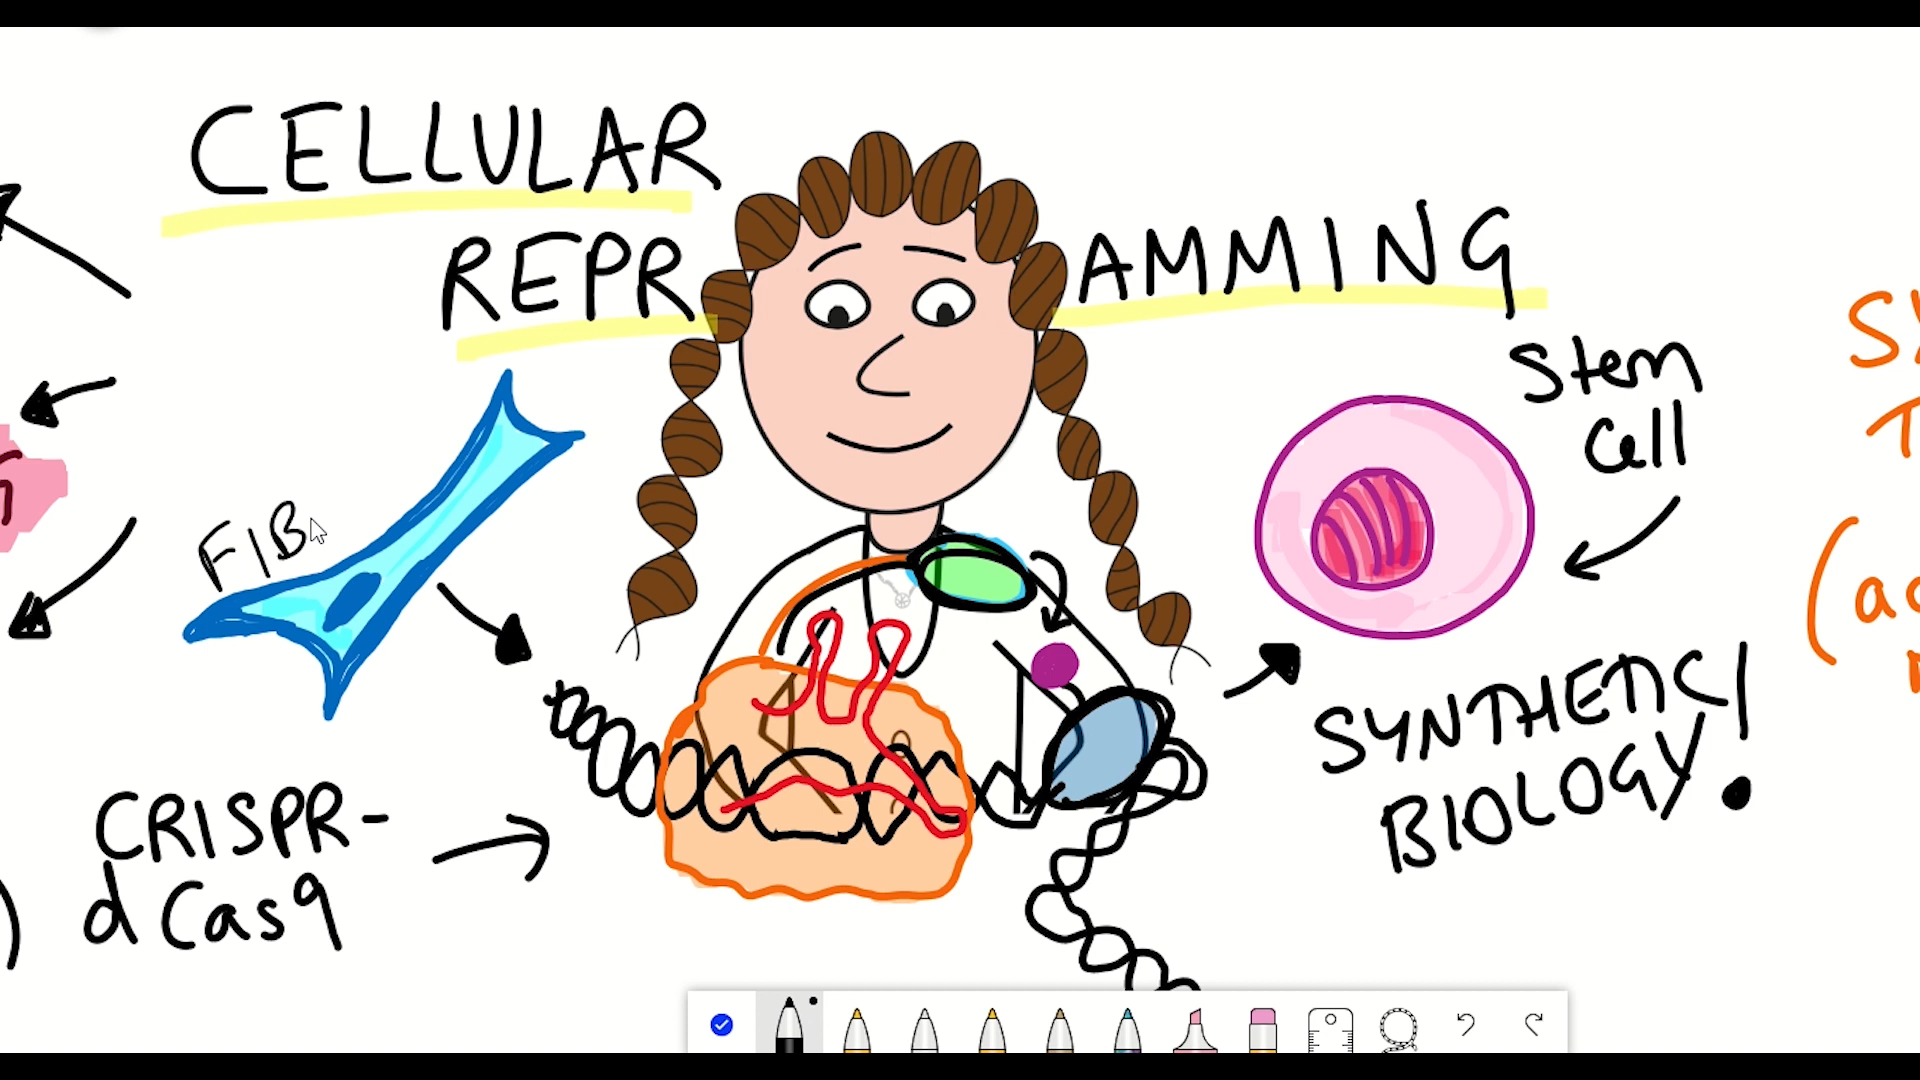 CELLULAR
REPR AMMING
Stem
Cell
FIB
SYNTHETIC
BIOLOGY!
CRISPR-
dCas9